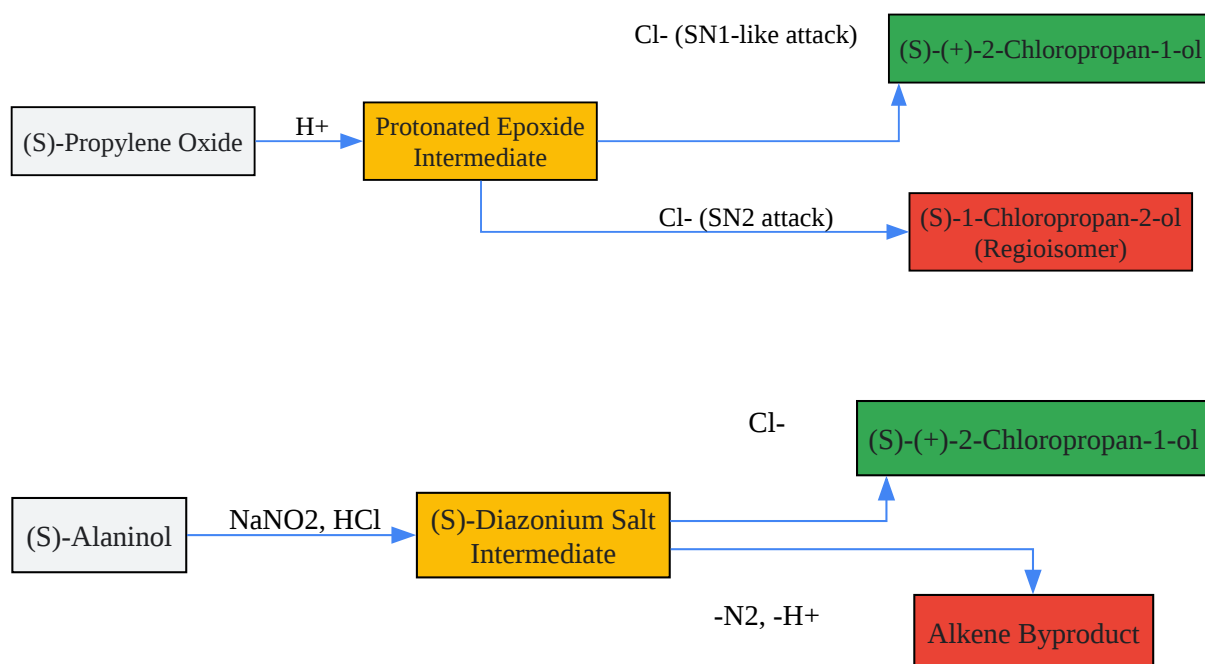 Cl- (SN1-like attack)
(S)-(+)-2-Chloropropan-1-ol
(S)-Propylene Oxide
H+
Protonated Epoxide
Intermediate
Cl- (SN2 attack)
(S)-1-Chloropropan-2-ol
(Regioisomer)
Cl-
(S)-(+)-2-Chloropropan-1-ol
(S)-Alaninol
NaNO2, HCl
(S)-Diazonium Salt
Intermediate
-N2, -H+
Alkene Byproduct